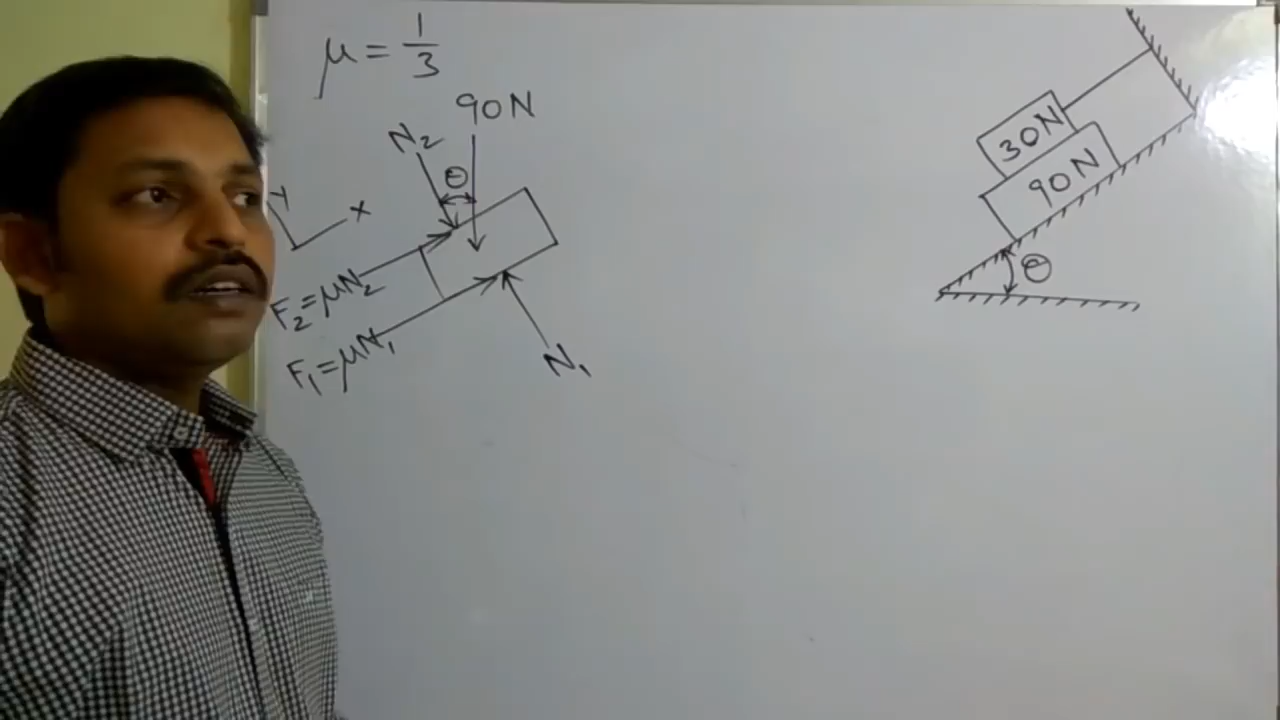 μ = 1/3
90N
N₂
θ
Y
X
F₂=μN₂
F₁=μN₁
N₁
30N
90N
θ